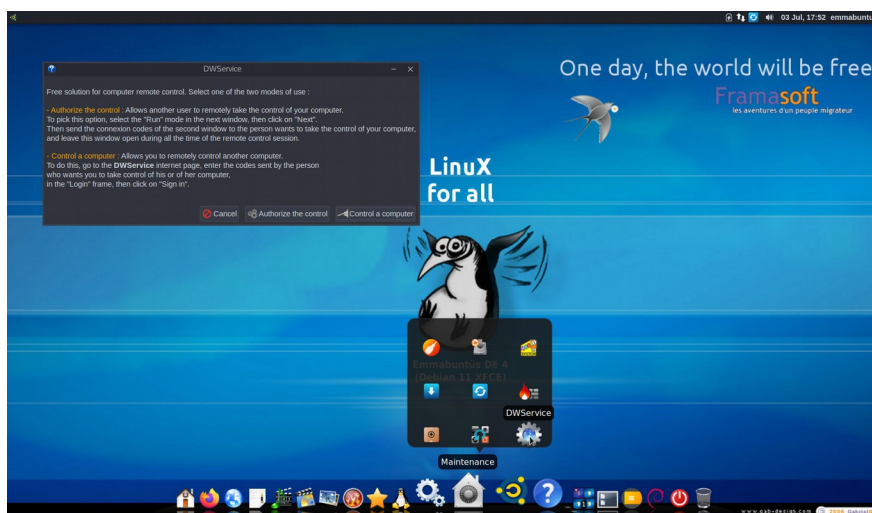 03 Jul, 17:52 emmabuntu
DWService
Free solution for computer remote control. Select one of the two modes of use :
- Authorize the control : Allows another user to remotely take the control of your computer.
To pick this option, select the "Run" mode in the next window, then click on "Next".
Then send the connexion codes of the second window to the person wants to take the control of your computer,
and leave this window open during all the time of the remote control session.
- Control a computer : Allows you to remotely control another computer.
To do this, go to the DWService internet page, enter the codes sent by the person
who wants you to take control of his or of her computer,
in the "Login" frame, then click on "Sign in".
Cancel
Authorize the control
Control a computer
One day, the world will be free
Framasoft
les aventures d'un peuple migrateur
LinuX
for all
Emmabuntüs DE 4
(Debian 11 XFCE)
DWService
Maintenance
www.gab-design.com